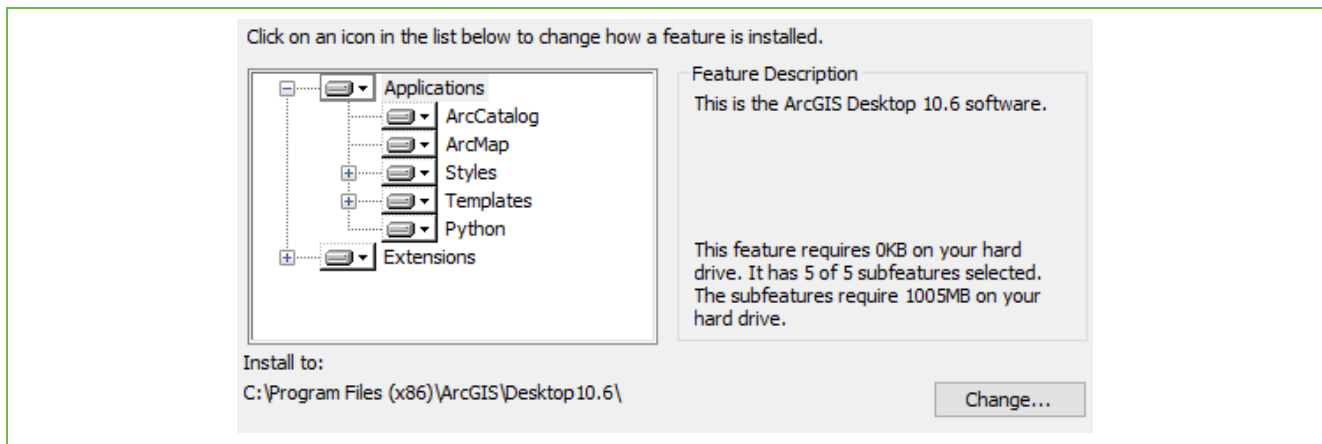 Click on an icon in the list below to change how a feature is installed.
Applications
ArcCatalog
ArcMap
Styles
Templates
Python
Extensions
Feature Description
This is the ArcGIS Desktop 10.6 software.
This feature requires 0KB on your hard
drive. It has 5 of 5 subfeatures selected.
The subfeatures require 1005MB on your
hard drive.
Install to:
C:\Program Files (x86)\ArcGIS\Desktop10.6\
Change...